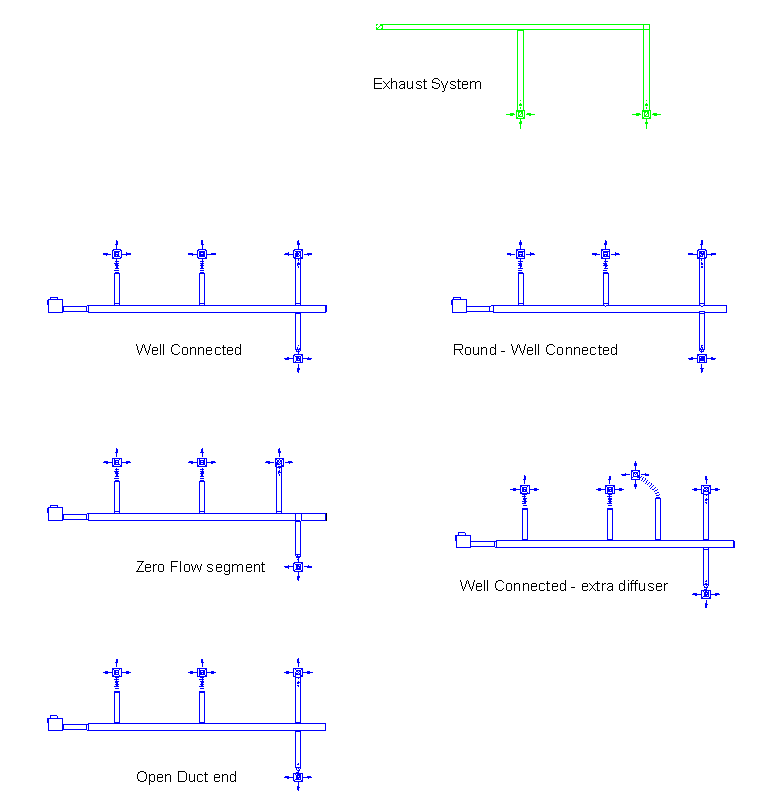 Exhaust System
Well Connected
Round - Well Connected
Zero Flow segment
Well Connected - extra diffuser
Open Duct end